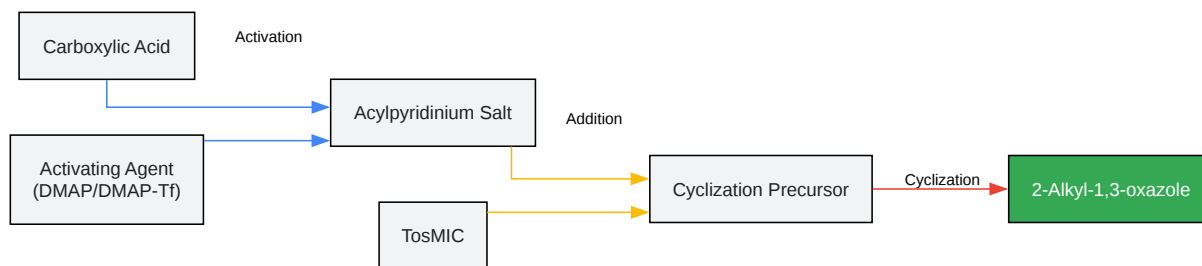 Carboxylic Acid
Activation
Activating Agent
(DMAP/DMAP-Tf)
Acylpyridinium Salt
Addition
TosMIC
Cyclization Precursor
Cyclization
2-Alkyl-1,3-oxazole